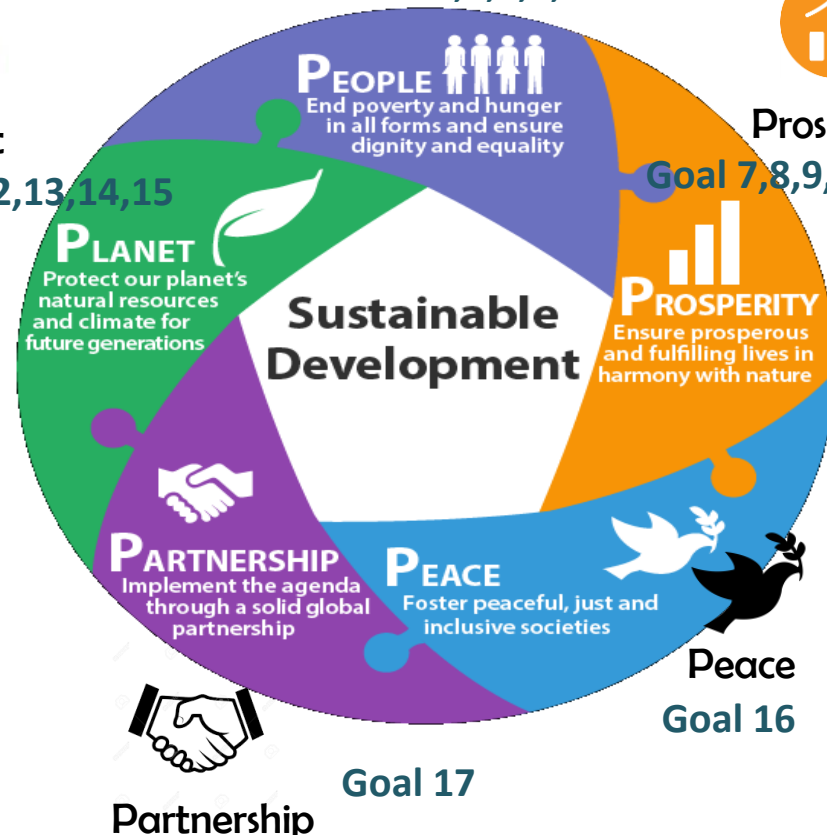 PEOPLE
End poverty and hunger
in all forms and ensure
dignity and equality
Goal 7,8,9,
13,14,15
PLANET
Protect our planet's
natural resources
and climate for
future generations
Sustainable
Development
PROSPERITY
Ensure prosperous
and fulfilling lives in
harmony with nature
PARTNERSHIP
Implement the agenda
through a solid global
partnership
PEACE
Foster peaceful, just and
inclusive societies
Peace
Goal 16
Goal 17
Partnership